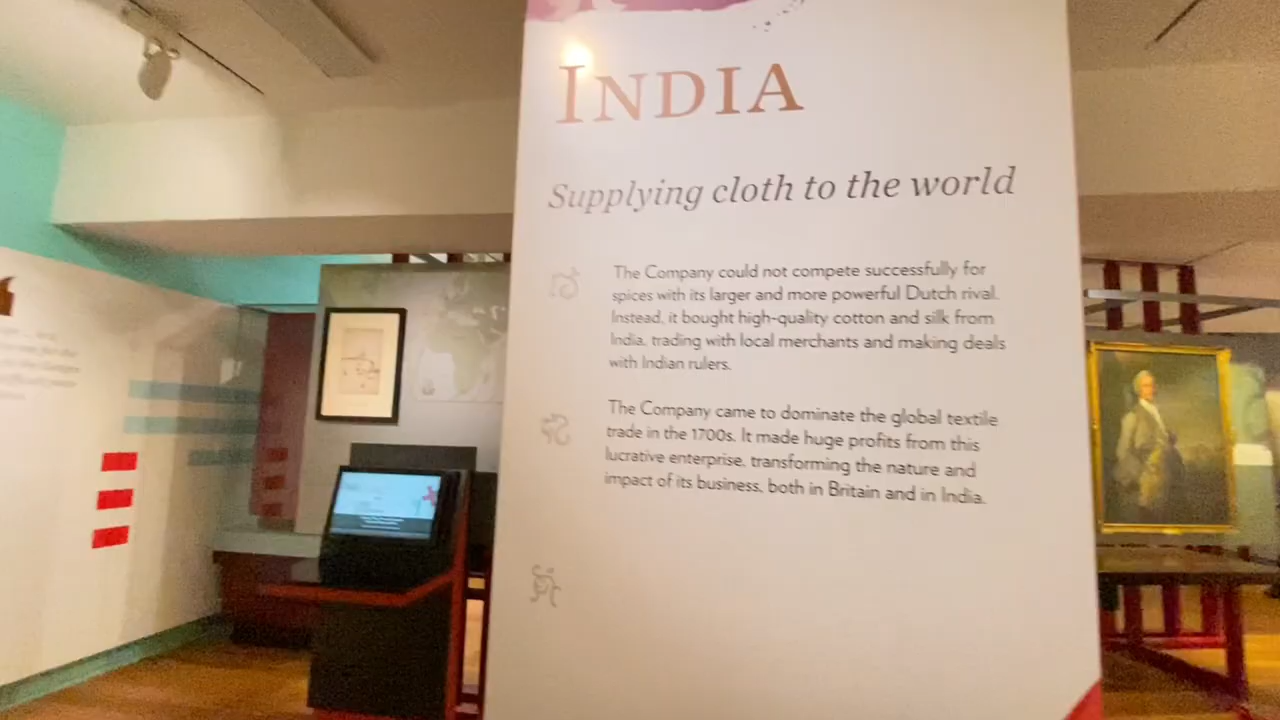 INDIA
Supplying cloth to the world
The Company could not compete successfully for
spices with its larger and more powerful Dutch rival.
Instead, it bought high-quality cotton and silk from
India, trading with local merchants and making deals
with Indian rulers.
The Company came to dominate the global textile
trade in the 1700s. It made huge profits from this
lucrative enterprise, transforming the nature and
impact of its business, both in Britain and in India.